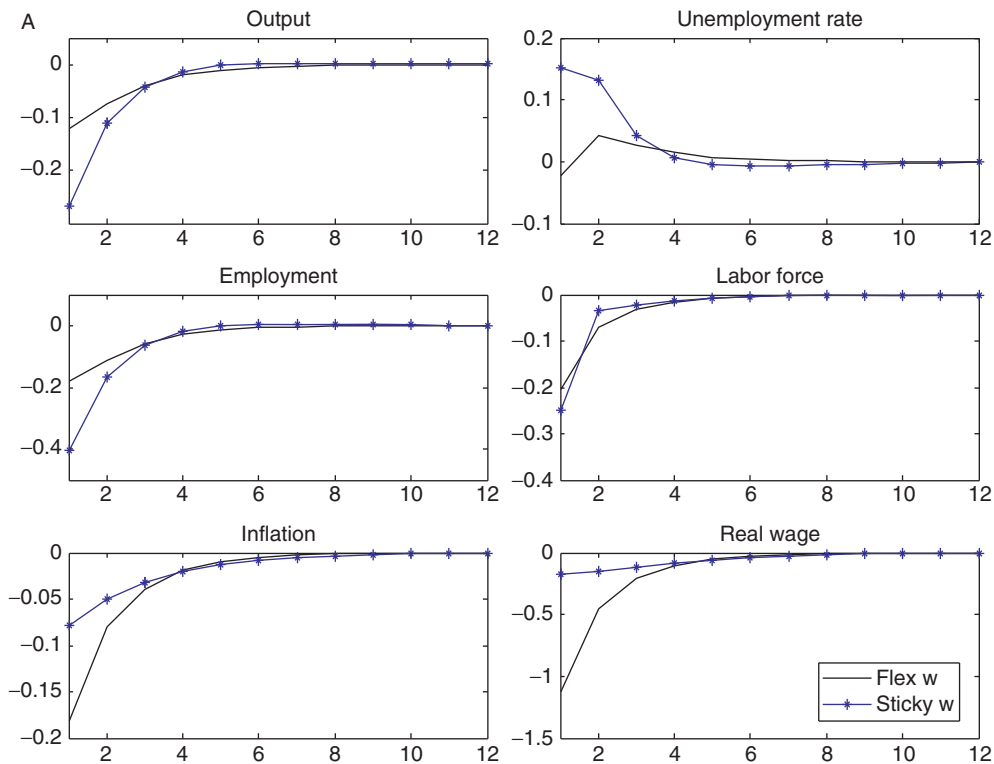 A
Output
0
−0.1
−0.2
2 4 6 8 10 12
Unemployment rate
0.2
0.1
0
−0.1
2 4 6 8 10 12
Employment
0
−0.2
−0.4
2 4 6 8 10 12
Labor force
0
−0.1
−0.2
−0.3
−0.4
2 4 6 8 10 12
Inflation
0
−0.05
−0.1
−0.15
−0.2
2 4 6 8 10 12
Real wage
0
−0.5
−1
−1.5
2 4 6 8 10 12
Flex w
Sticky w